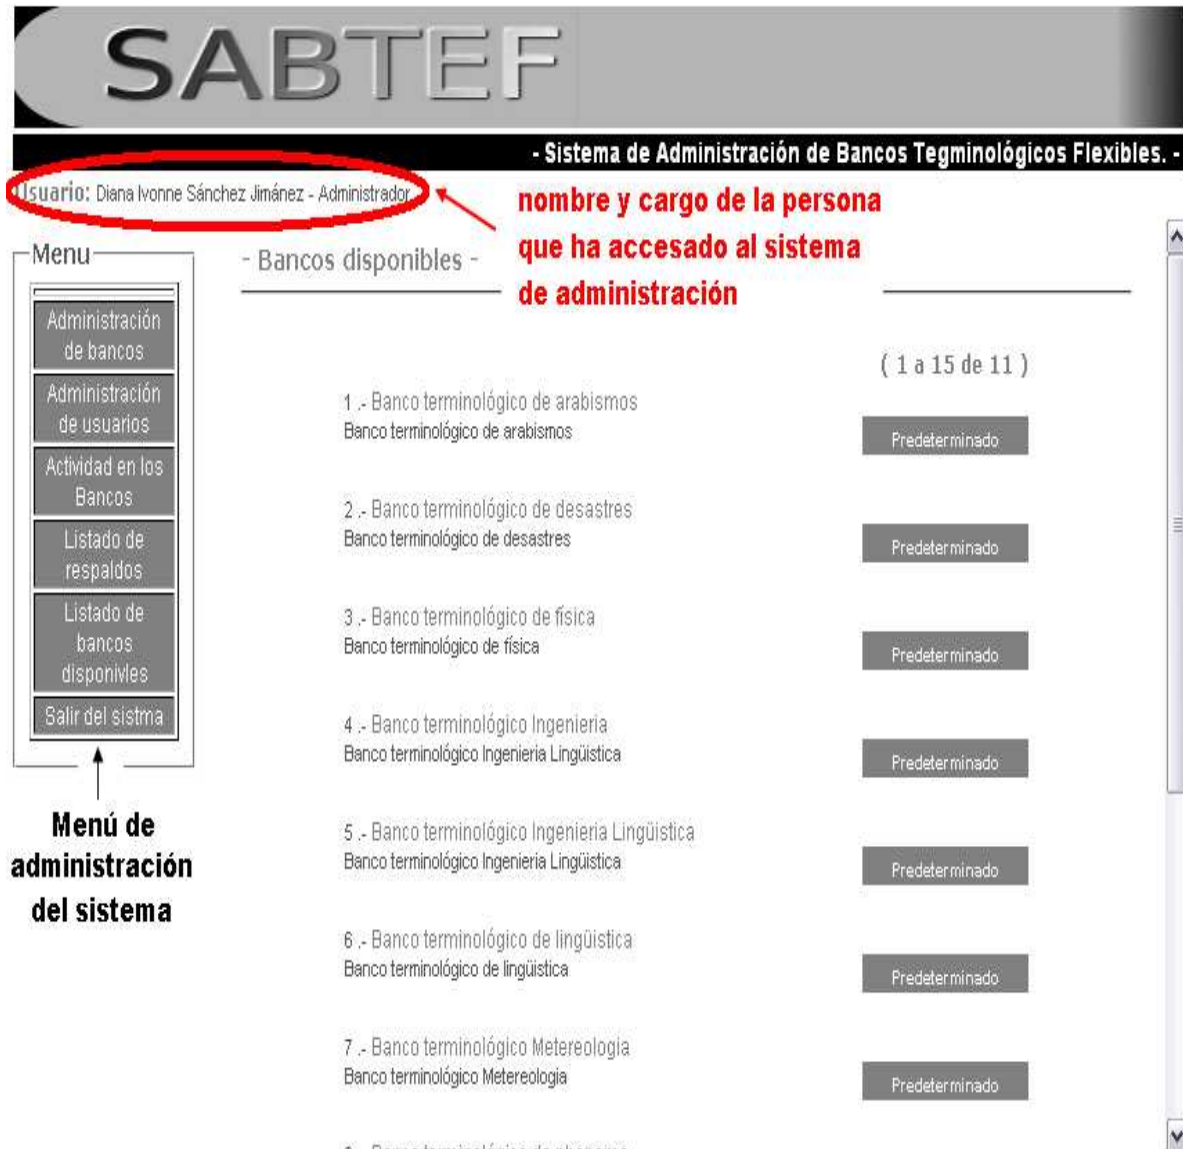 SABTEF
- Sistema de Administración de Bancos Tegminológicos Flexibles. -
Usuario: Diana Ivonne Sánchez Jimánez - Administrador
nombre y cargo de la persona
que ha accesado al sistema
de administración
Menu
Administración
de bancos
Administración
de usuarios
Actividad en los
Bancos
Listado de
respaldos
Listado de
bancos
disponivles
Salir del sistma
Menú de
administración
del sistema
- Bancos disponibles -
( 1 a 15 de 11 )
1 .- Banco terminológico de arabismos
Banco terminológico de arabismos
Predeterminado
2 .- Banco terminológico de desastres
Banco terminológico de desastres
Predeterminado
3 .- Banco terminológico de física
Banco terminológico de física
Predeterminado
4 .- Banco terminológico Ingenieria
Banco terminológico Ingenieria Lingüistica
Predeterminado
5 .- Banco terminológico Ingenieria Lingüistica
Banco terminológico Ingenieria Lingüistica
Predeterminado
6 .- Banco terminológico de lingüistica
Banco terminológico de lingüistica
Predeterminado
7 .- Banco terminológico Metereologia
Banco terminológico Metereologia
Predeterminado